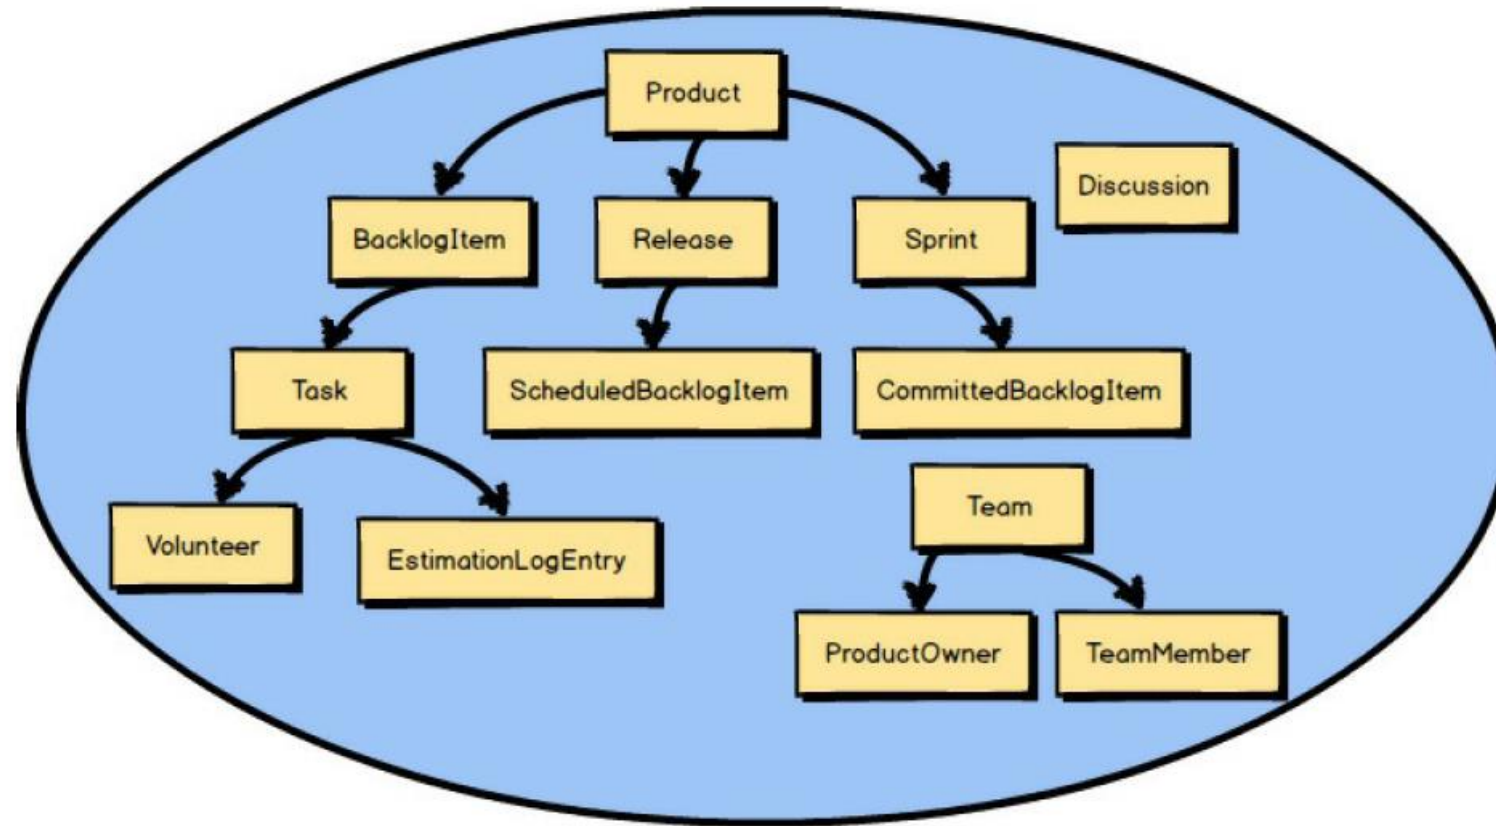 Product
Discussion
BacklogItem
Release
Sprint
Task
ScheduledBacklogItem
CommittedBacklogItem
Team
Volunteer
EstimationLogEntry
ProductOwner
TeamMember